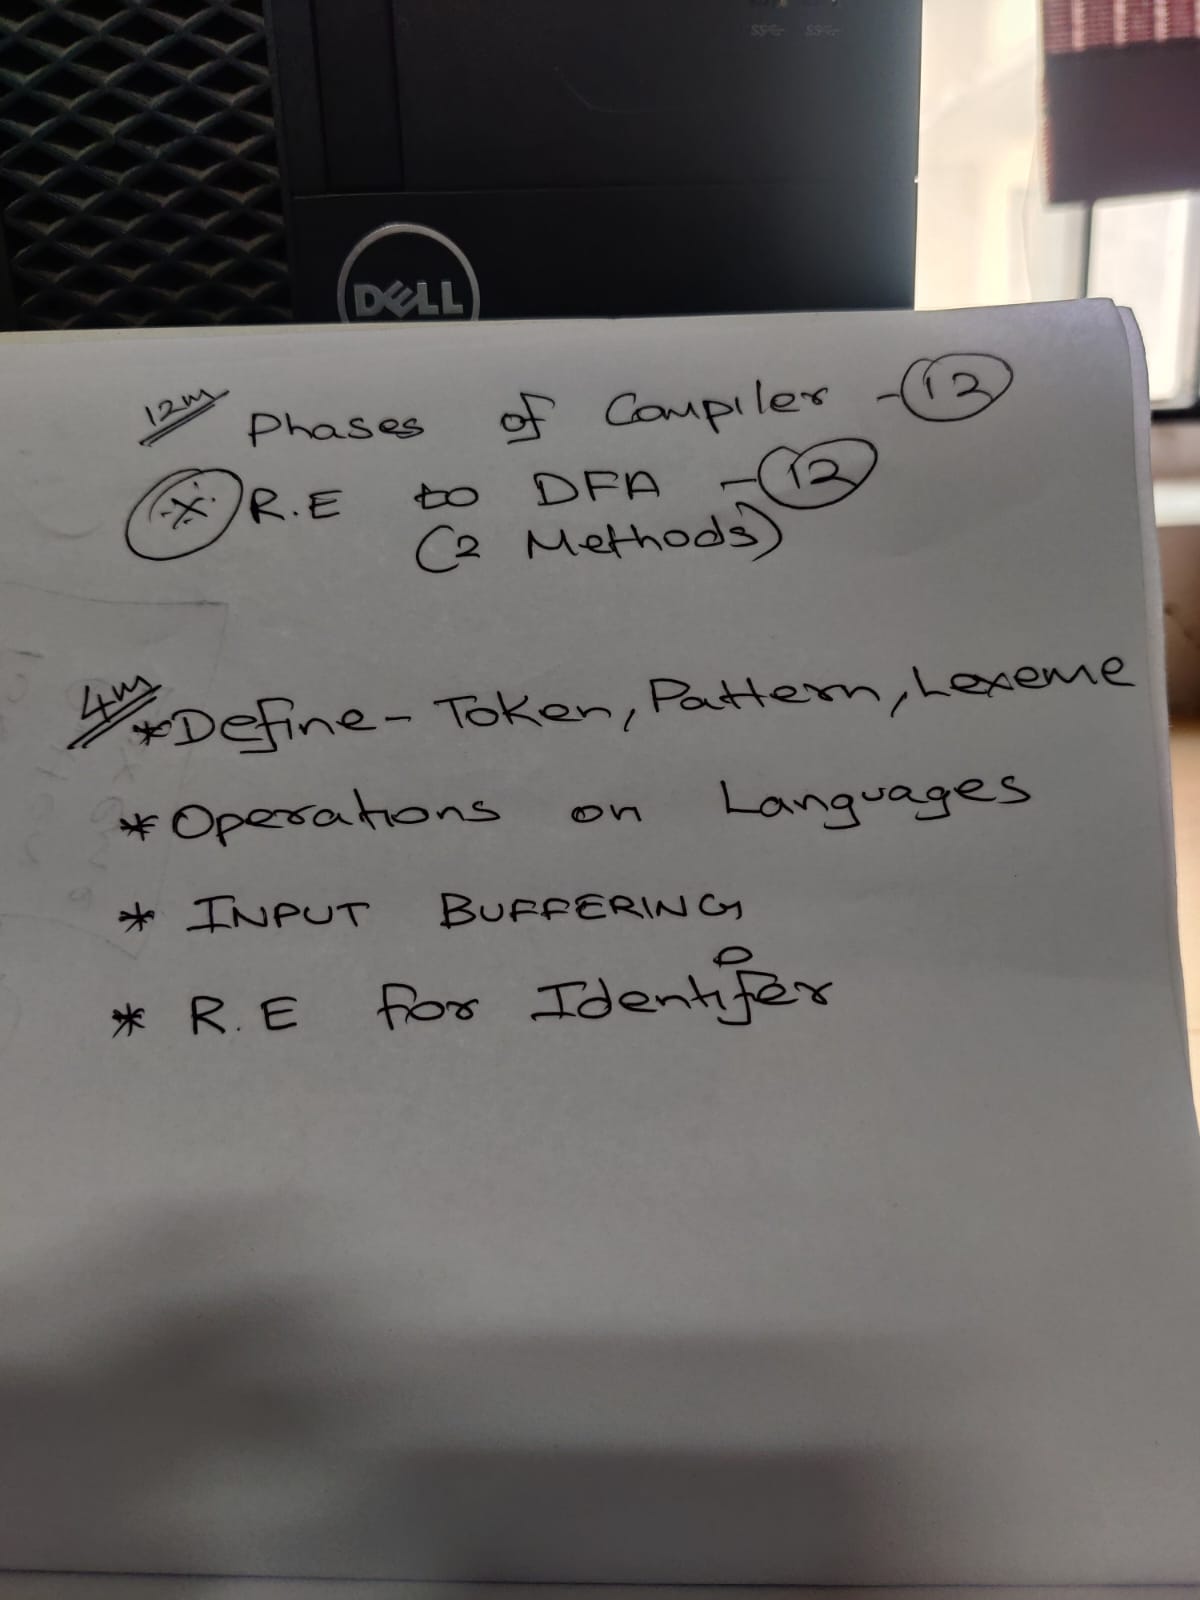 DELL
12m
Phases of Compiler - 12
* R.E to DFA - 12
(2 Methods)
4m
* Define - Token, Pattern, Lexeme
* Operations on Languages
* INPUT BUFFERING
* R.E for Identifer